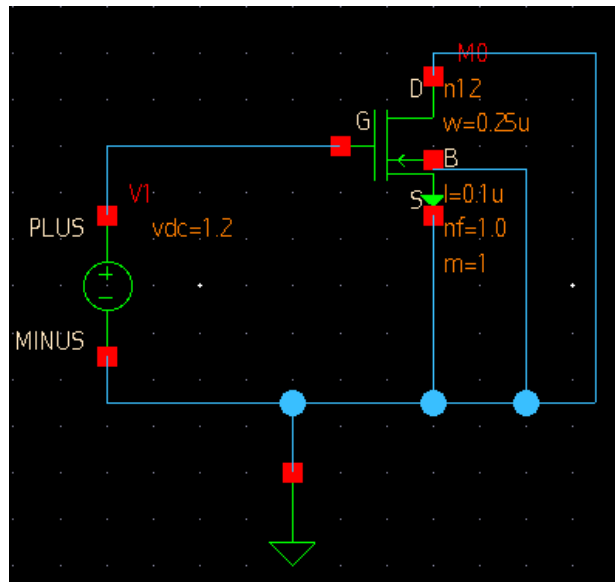 M0
D
n12
G
w=0.25u
B
V1
l=0.1u
S
PLUS
vdc=1.2
nf=1.0
m=1
MINUS